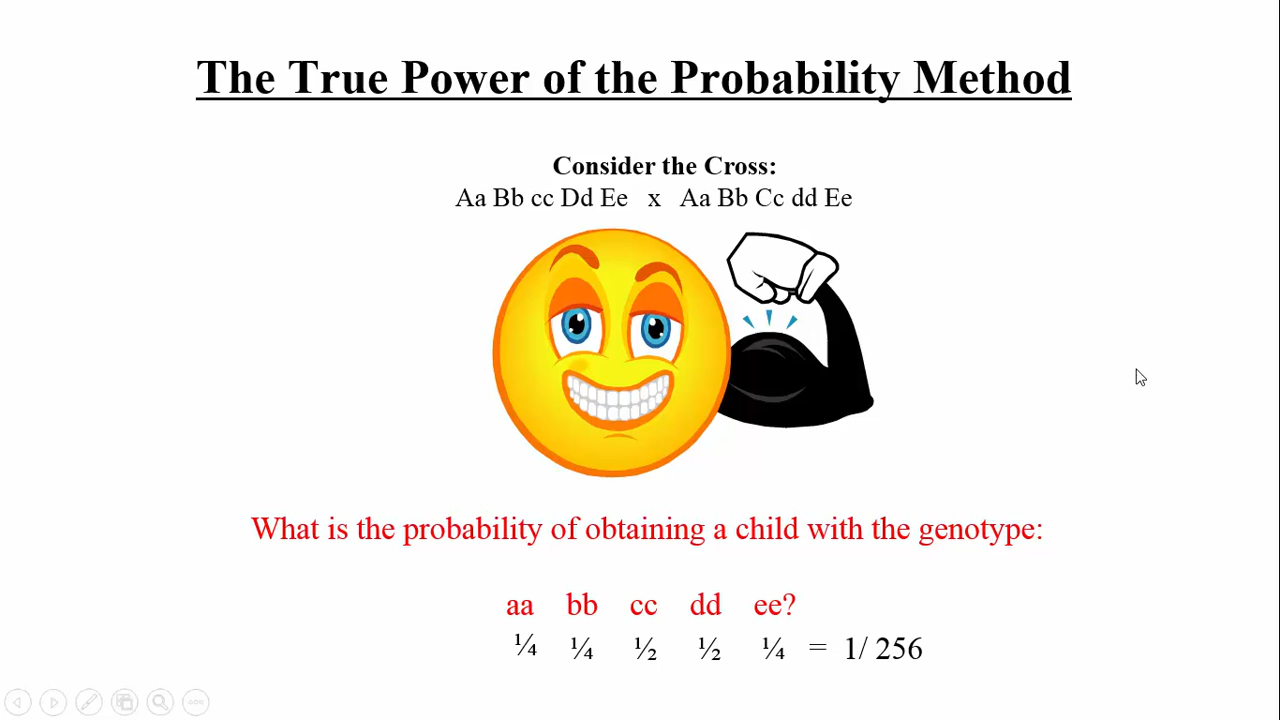 The True Power of the Probability Method
Consider the Cross:
Aa Bb cc Dd Ee x Aa Bb Cc dd Ee
What is the probability of obtaining a child with the genotype:
aa bb cc dd ee?
¼ ¼ ½ ½ ¼ = 1/ 256